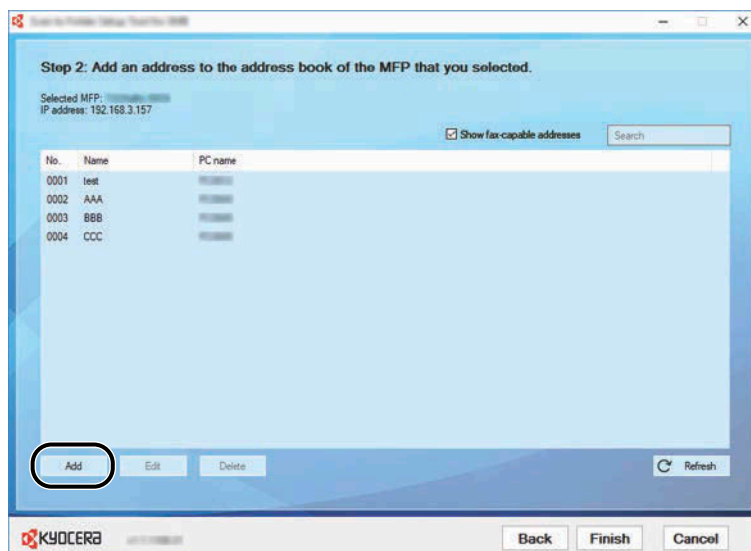 Step 2: Add an address to the address book of the MFP that you selected.
Selected MFP:
IP address: 192.168.3.157
Show fax-capable addresses Search
No. Name PC name
0001 test
0002 AAA
0003 BBB
0004 CCC
Add Edit Delete Refresh
KYOCERA Back Finish Cancel